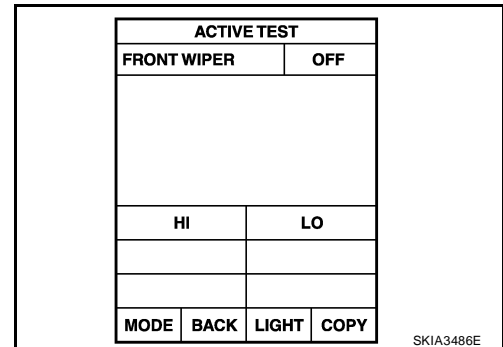 ACTIVE TEST
FRONT WIPER OFF
HI LO
MODE BACK LIGHT COPY
SKIA3486E